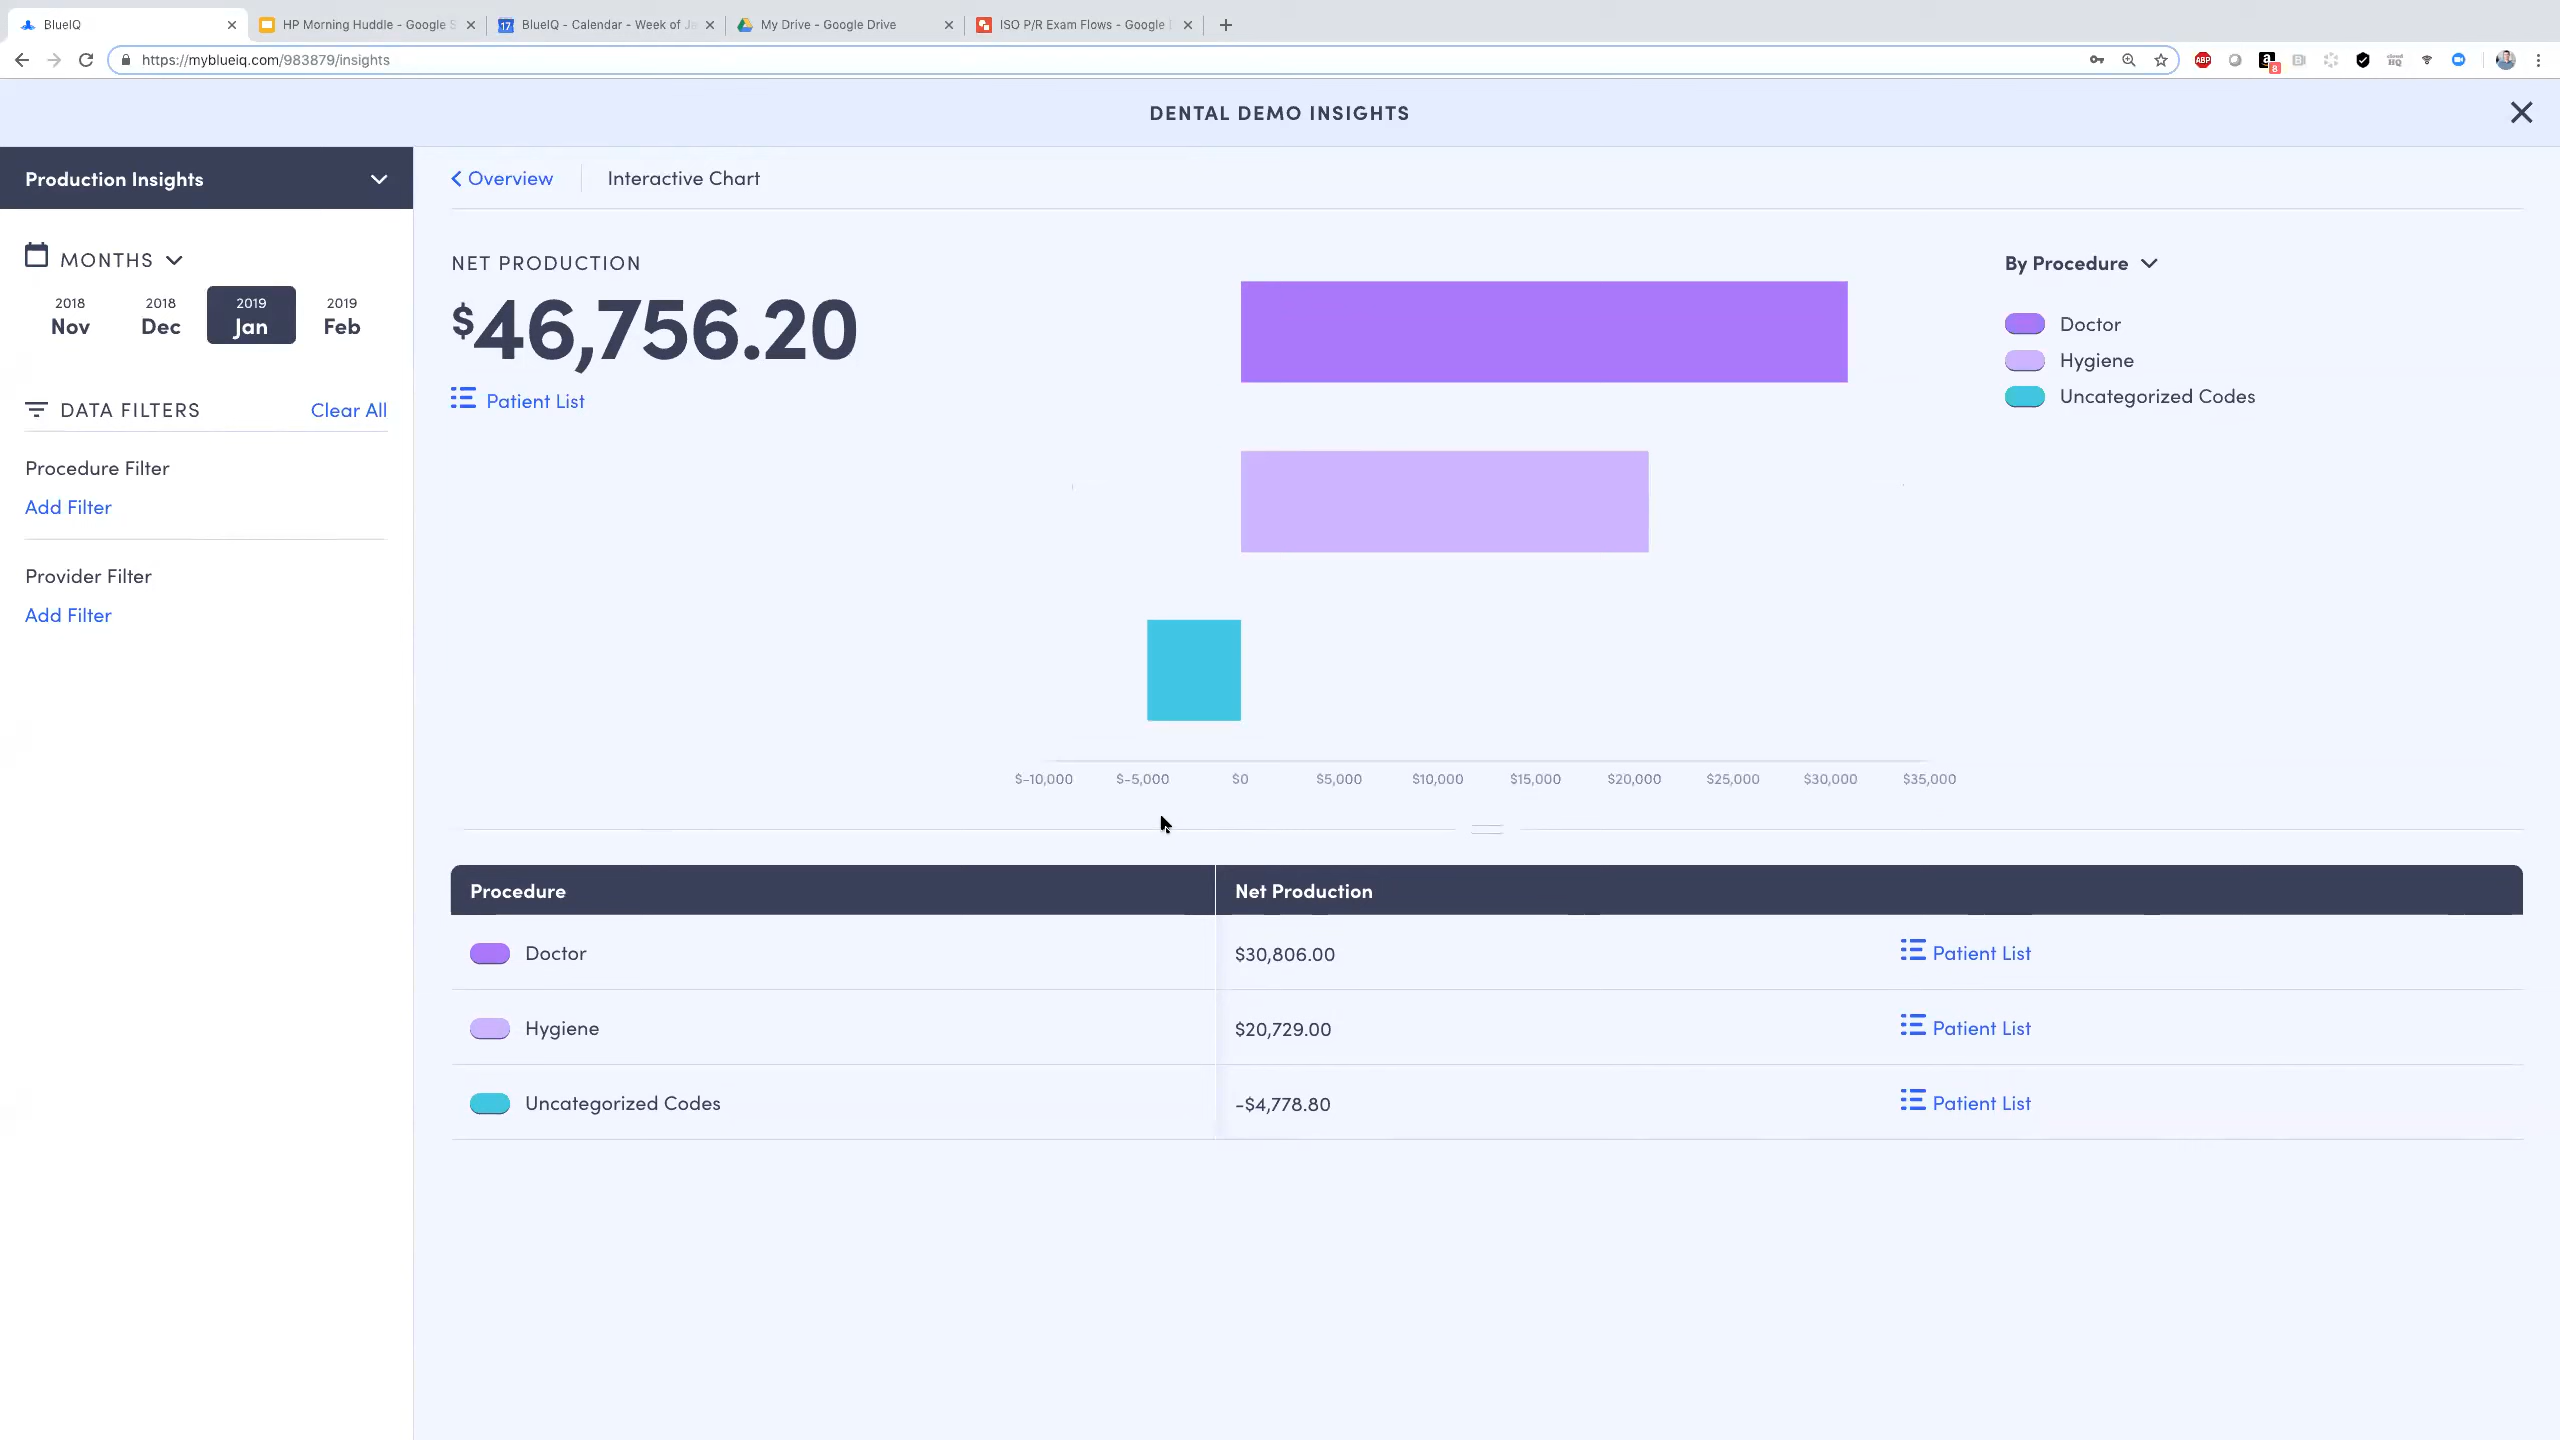 BlueIQ
HP Morning Huddle - Google S
BlueIQ - Calendar - Week of Ja
My Drive - Google Drive
ISO P/R Exam Flows - Google
https://myblueiq.com/983879/insights
DENTAL DEMO INSIGHTS
Production Insights
Overview
Interactive Chart
MONTHS
2018
Nov
2018
Dec
2019
Jan
2019
Feb
DATA FILTERS
Clear All
Procedure Filter
Add Filter
Provider Filter
Add Filter
NET PRODUCTION
$46,756.20
Patient List
By Procedure
Doctor
Hygiene
Uncategorized Codes
$-10,000 $-5,000 $0 $5,000 $10,000 $15,000 $20,000 $25,000 $30,000 $35,000
Procedure Net Production
Doctor $30,806.00 Patient List
Hygiene $20,729.00 Patient List
Uncategorized Codes -$4,778.80 Patient List